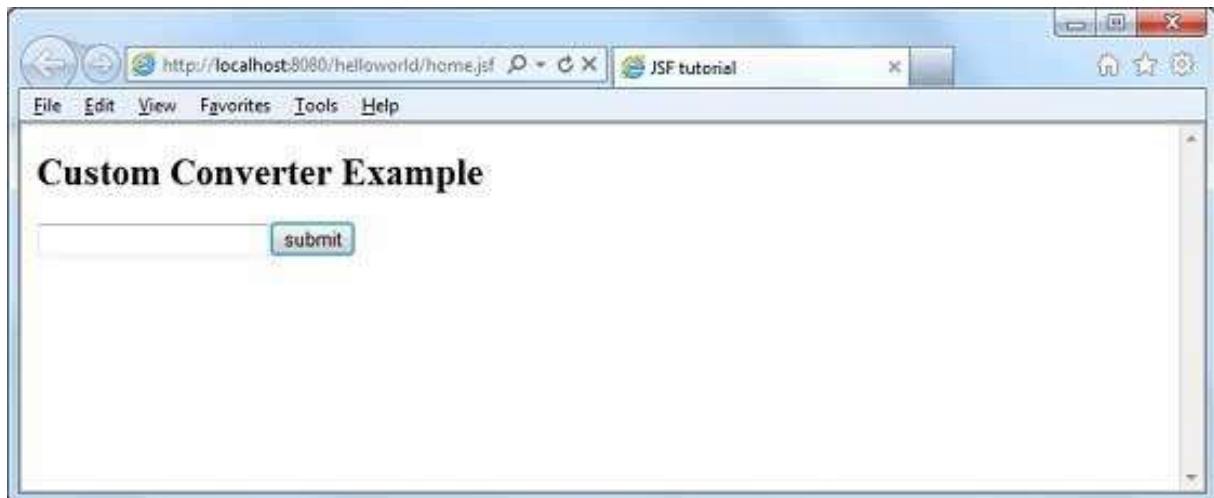 http://localhost:8080/helloworld/home.jsf
JSF tutorial
File Edit View Favorites Tools Help
Custom Converter Example
submit